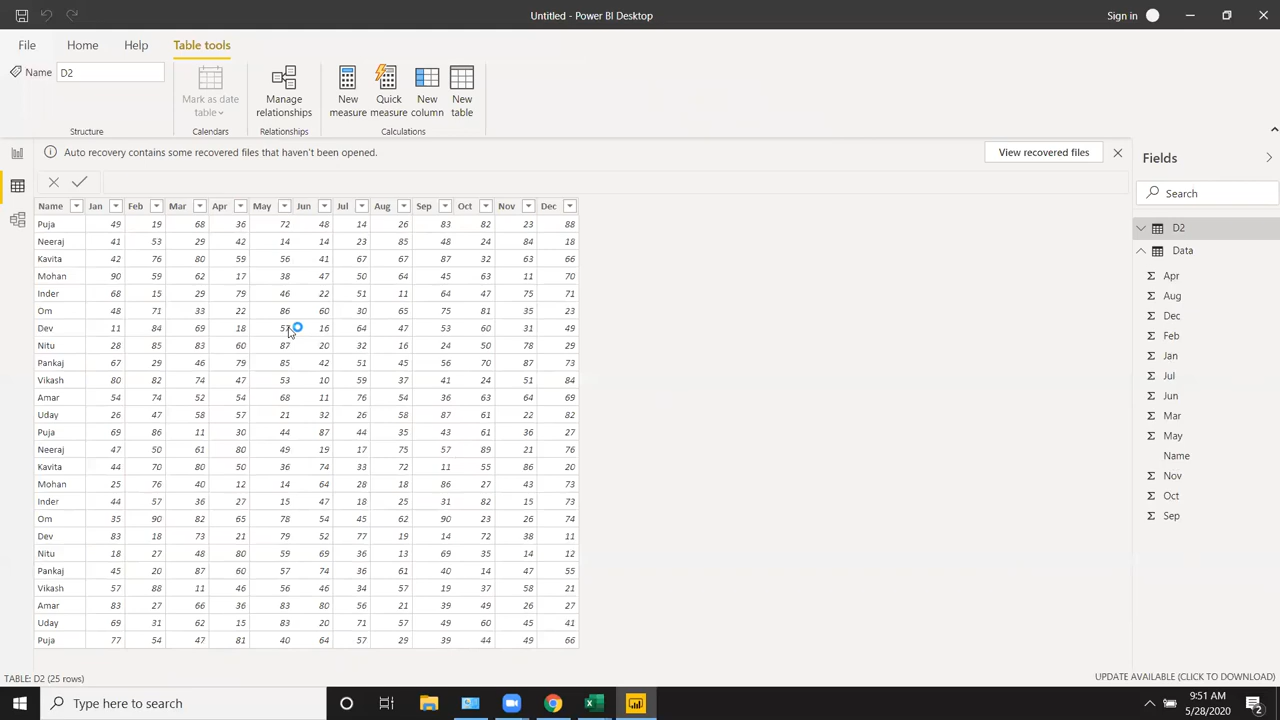 Untitled - Power BI Desktop
Sign in
File Home Help Table tools
Name D2
Mark as date table
Manage relationships
New measure
Quick measure
New column
New table
Structure Calendars Relationships Calculations
Auto recovery contains some recovered files that haven't been opened.
View recovered files
Name Jan Feb Mar Apr May Jun Jul Aug Sep Oct Nov Dec
Puja 49 19 68 36 72 48 14 26 83 82 23 88
Neeraj 41 53 29 42 14 14 23 85 48 24 84 18
Kavita 42 76 80 59 56 41 67 67 87 32 63 66
Mohan 90 59 62 17 38 47 50 64 45 63 11 70
Inder 68 15 29 79 46 22 51 11 64 47 75 71
Om 48 71 33 22 86 60 30 65 75 81 35 23
Dev 11 84 69 18 57 16 64 47 53 60 31 49
Nitu 28 85 83 60 87 20 32 16 24 50 78 29
Pankaj 67 29 46 79 85 42 51 45 56 70 87 73
Vikash 80 82 74 47 53 10 59 37 41 24 51 84
Amar 54 74 52 54 68 11 76 54 36 63 64 69
Uday 26 47 58 57 21 32 26 58 87 61 22 82
Puja 69 86 11 30 44 87 44 35 43 61 36 27
Neeraj 47 50 61 80 49 19 17 75 57 89 21 76
Kavita 44 70 80 50 36 74 33 72 11 55 86 20
Mohan 25 76 40 12 14 64 28 18 86 27 43 73
Inder 44 57 36 27 15 47 18 25 31 82 15 73
Om 35 90 82 65 78 54 45 62 90 23 26 74
Dev 83 18 73 21 79 52 77 19 14 72 38 11
Nitu 18 27 48 80 59 69 36 13 69 35 14 12
Pankaj 45 20 87 60 57 74 36 61 40 14 47 55
Vikash 57 88 11 46 56 46 34 57 19 37 58 21
Amar 83 27 66 36 83 80 56 21 39 49 26 27
Uday 69 31 62 15 83 20 71 57 49 60 45 41
Puja 77 54 47 81 40 64 57 29 39 44 49 66
Fields
Search
D2
Data
Apr
Aug
Dec
Feb
Jan
Jul
Jun
Mar
May
Name
Nov
Oct
Sep
TABLE: D2 (25 rows)
UPDATE AVAILABLE (CLICK TO DOWNLOAD)
Type here to search
9:51 AM
5/28/2020
2